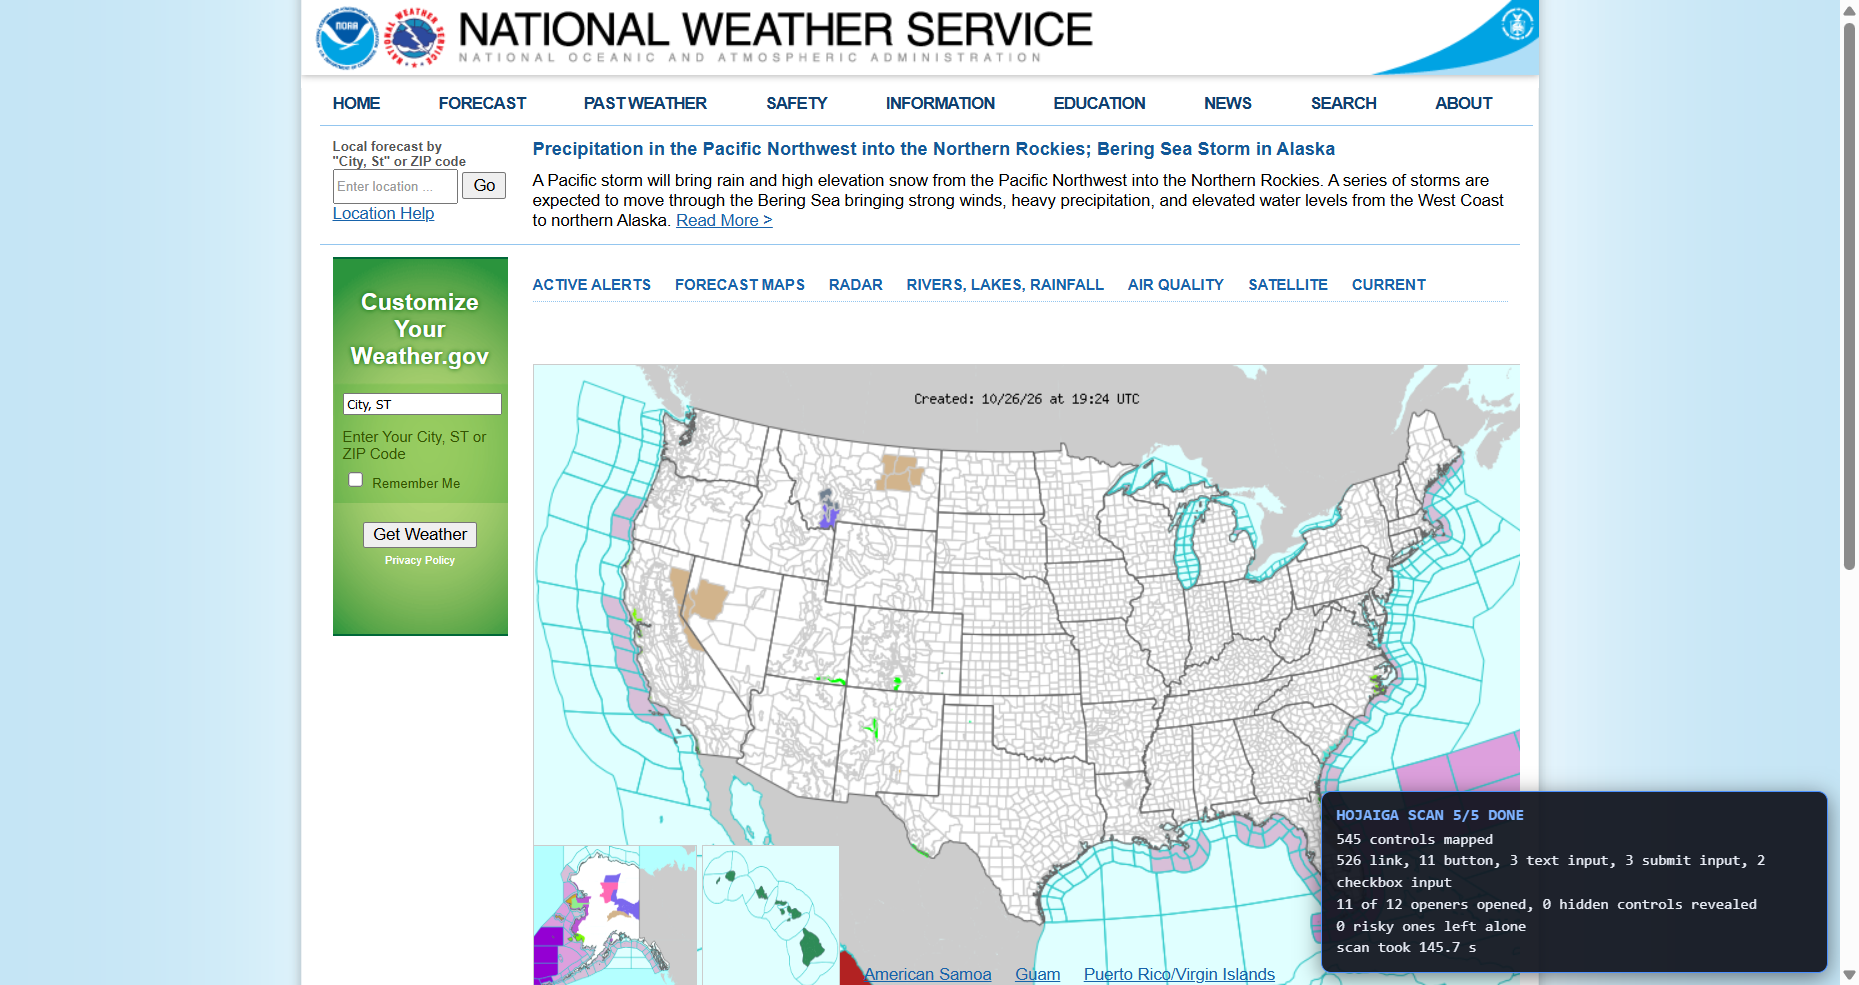 NOAA
NATIONAL WEATHER SERVICE
NATIONAL OCEANIC AND ATMOSPHERIC ADMINISTRATION
HOME
FORECAST
PAST WEATHER
SAFETY
INFORMATION
EDUCATION
NEWS
SEARCH
ABOUT
Local forecast by
"City, St" or ZIP code
Enter location ...
Go
Location Help
Precipitation in the Pacific Northwest into the Northern Rockies; Bering Sea Storm in Alaska
A Pacific storm will bring rain and high elevation snow from the Pacific Northwest into the Northern Rockies. A series of storms are
expected to move through the Bering Sea bringing strong winds, heavy precipitation, and elevated water levels from the West Coast
to northern Alaska. Read More >
Customize
Your
Weather.gov
City, ST
Enter Your City, ST or
ZIP Code
Remember Me
Get Weather
Privacy Policy
ACTIVE ALERTS
FORECAST MAPS
RADAR
RIVERS, LAKES, RAINFALL
AIR QUALITY
SATELLITE
CURRENT
Created: 10/26/26 at 19:24 UTC
American Samoa
Guam
Puerto Rico/Virgin Islands
HOJAIGA SCAN 5/5 DONE
545 controls mapped
526 link, 11 button, 3 text input, 3 submit input, 2
checkbox input
11 of 12 openers opened, 0 hidden controls revealed
0 risky ones left alone
scan took 145.7 s